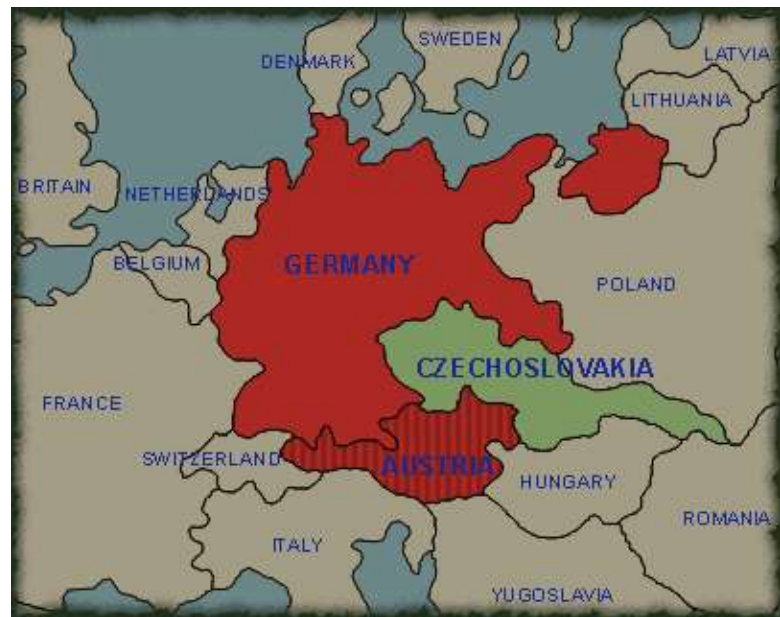 SWEDEN
DENMARK
LATVIA
LITHUANIA
BRITAIN
NETHERLANDS
BELGIUM
GERMANY
POLAND
CZECHOSLOVAKIA
FRANCE
SWITZERLAND
AUSTRIA
HUNGARY
ROMANIA
ITALY
YUGOSLAVIA